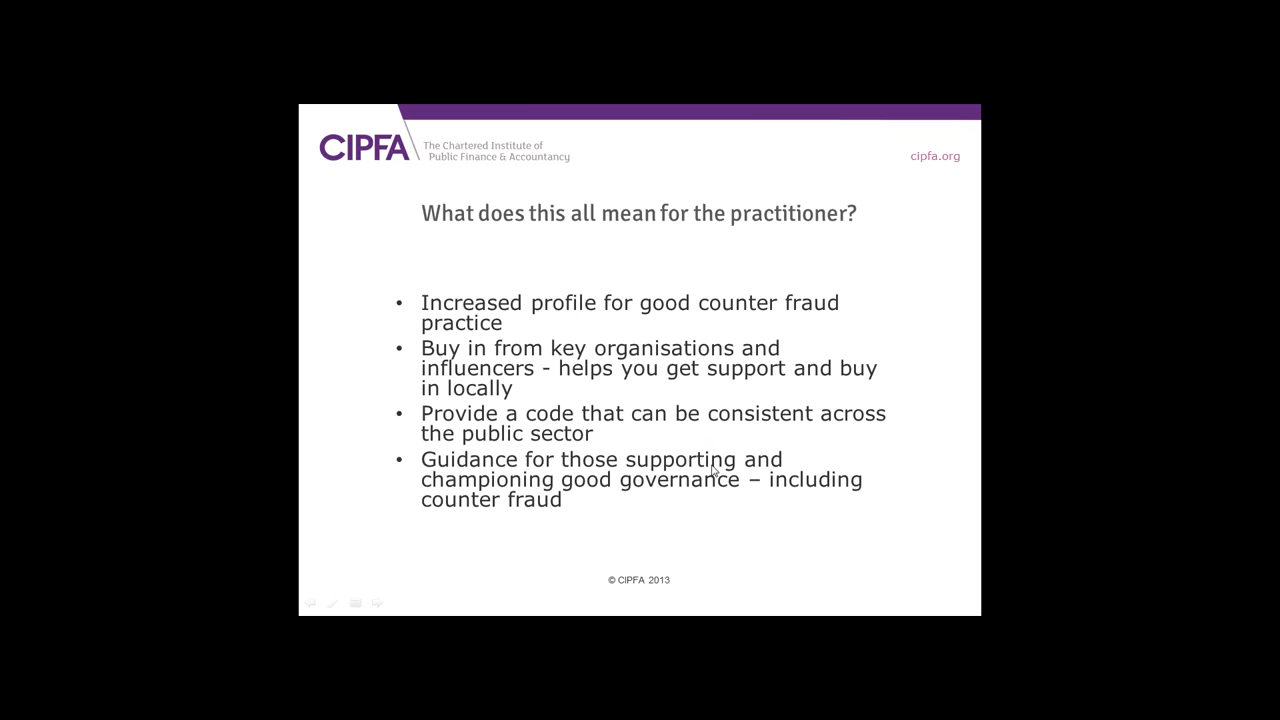 CIPFA
The Chartered Institute of
Public Finance & Accountancy
cipfa.org
What does this all mean for the practitioner?
• Increased profile for good counter fraud
practice
• Buy in from key organisations and
influencers - helps you get support and buy
in locally
• Provide a code that can be consistent across
the public sector
• Guidance for those supporting and
championing good governance – including
counter fraud
© CIPFA 2013